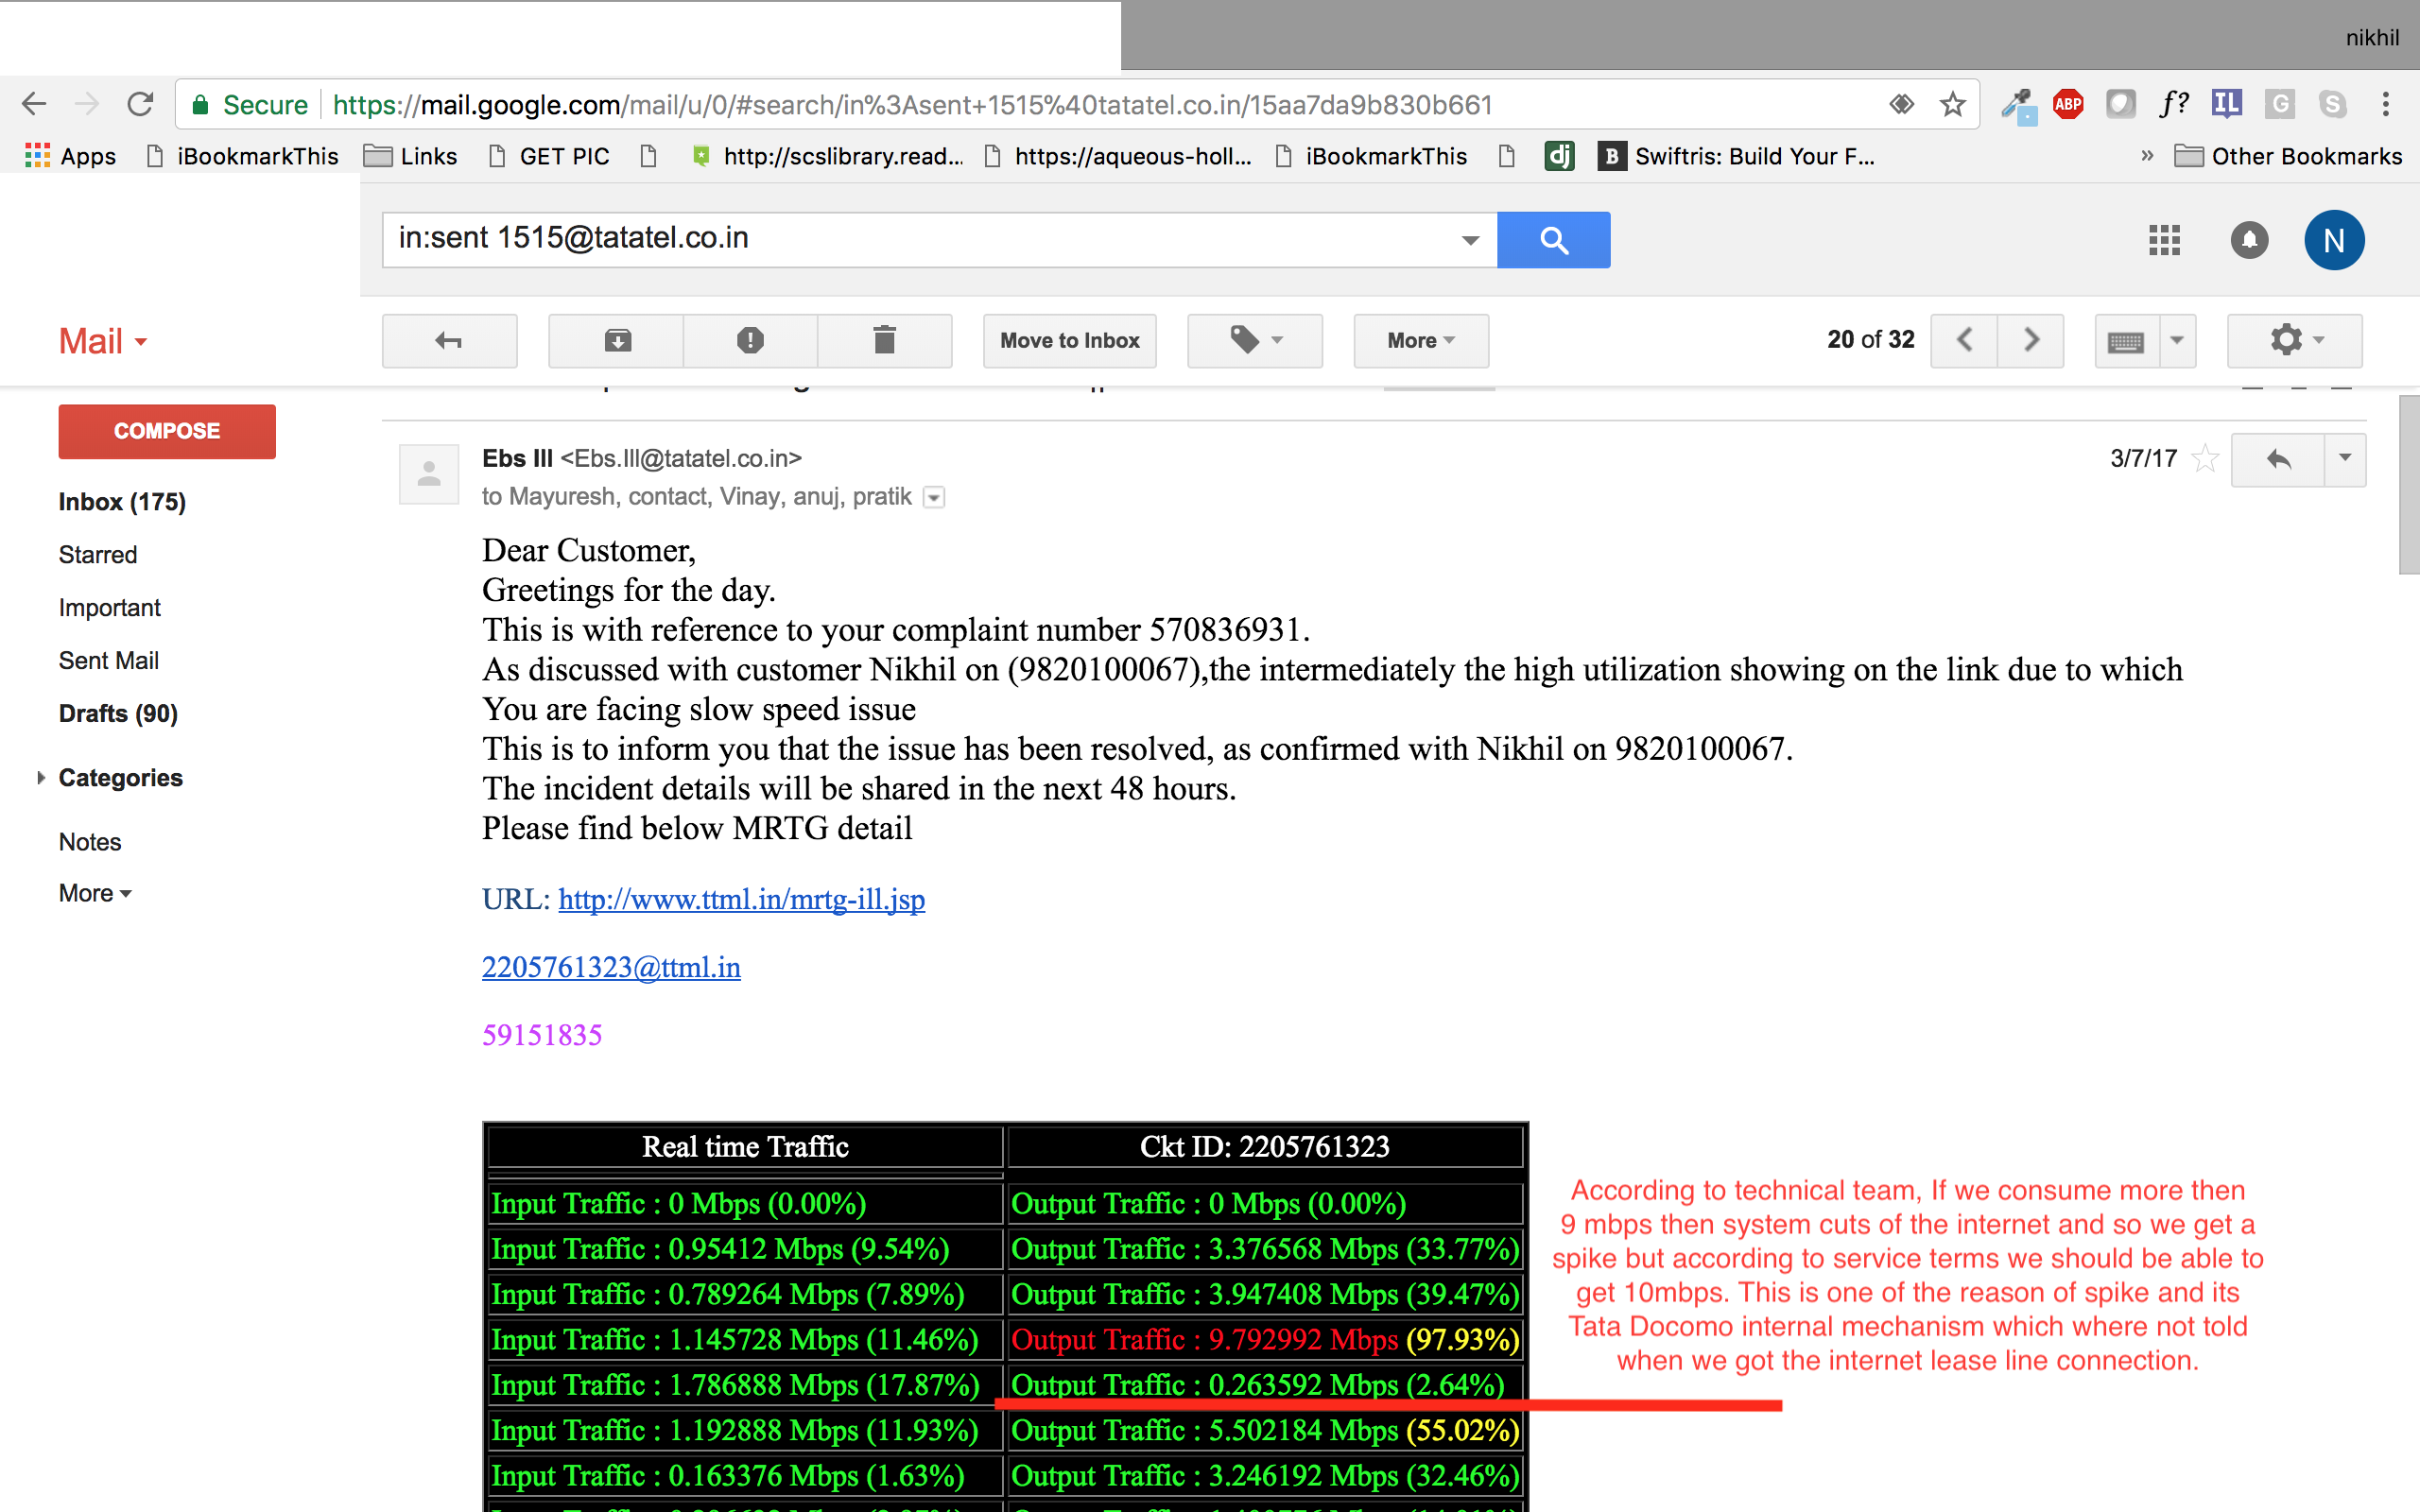 nikhil
Secure https://mail.google.com/mail/u/0/#search/in%3Asent+1515%40tatatel.co.in/15aa7da9b830b661
ABP f? IL G S
Apps iBookmarkThis Links GET PIC http://scslibrary.read... https://aqueous-holl... iBookmarkThis dj B Swiftris: Build Your F... » Other Bookmarks
in:sent 1515@tatatel.co.in
N
Mail
Move to Inbox
More
20 of 32
COMPOSE
Inbox (175)
Starred
Important
Sent Mail
Drafts (90)
Categories
Notes
More
Ebs Ill <Ebs.Ill@tatatel.co.in>
3/7/17
to Mayuresh, contact, Vinay, anuj, pratik
Dear Customer,
Greetings for the day.
This is with reference to your complaint number 570836931.
As discussed with customer Nikhil on (9820100067),the intermediately the high utilization showing on the link due to which
You are facing slow speed issue
This is to inform you that the issue has been resolved, as confirmed with Nikhil on 9820100067.
The incident details will be shared in the next 48 hours.
Please find below MRTG detail
URL: http://www.ttml.in/mrtg-ill.jsp
2205761323@ttml.in
59151835
Real time Traffic Ckt ID: 2205761323
Input Traffic : 0 Mbps (0.00%) Output Traffic : 0 Mbps (0.00%)
Input Traffic : 0.95412 Mbps (9.54%) Output Traffic : 3.376568 Mbps (33.77%)
Input Traffic : 0.789264 Mbps (7.89%) Output Traffic : 3.947408 Mbps (39.47%)
Input Traffic : 1.145728 Mbps (11.46%) Output Traffic : 9.792992 Mbps (97.93%)
Input Traffic : 1.786888 Mbps (17.87%) Output Traffic : 0.263592 Mbps (2.64%)
Input Traffic : 1.192888 Mbps (11.93%) Output Traffic : 5.502184 Mbps (55.02%)
Input Traffic : 0.163376 Mbps (1.63%) Output Traffic : 3.246192 Mbps (32.46%)
According to technical team, If we consume more then
9 mbps then system cuts of the internet and so we get a
spike but according to service terms we should be able to
get 10mbps. This is one of the reason of spike and its
Tata Docomo internal mechanism which where not told
when we got the internet lease line connection.